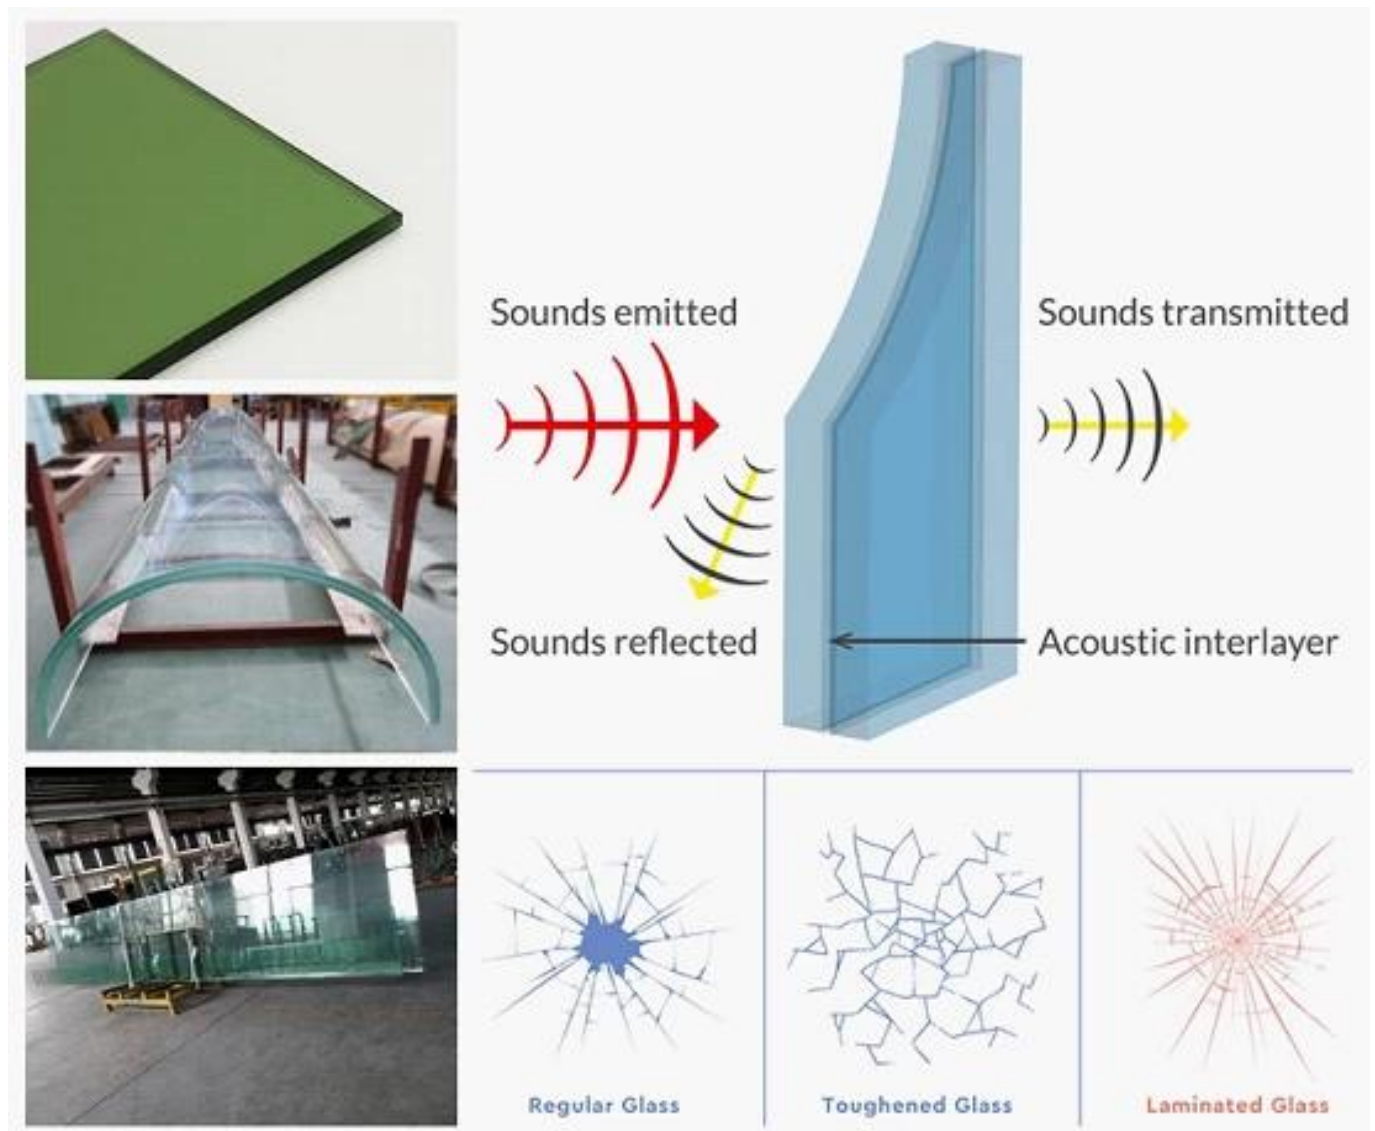 Sounds emitted
Sounds transmitted
Sounds reflected
Acoustic interlayer
Regular Glass
Toughened Glass
Laminated Glass